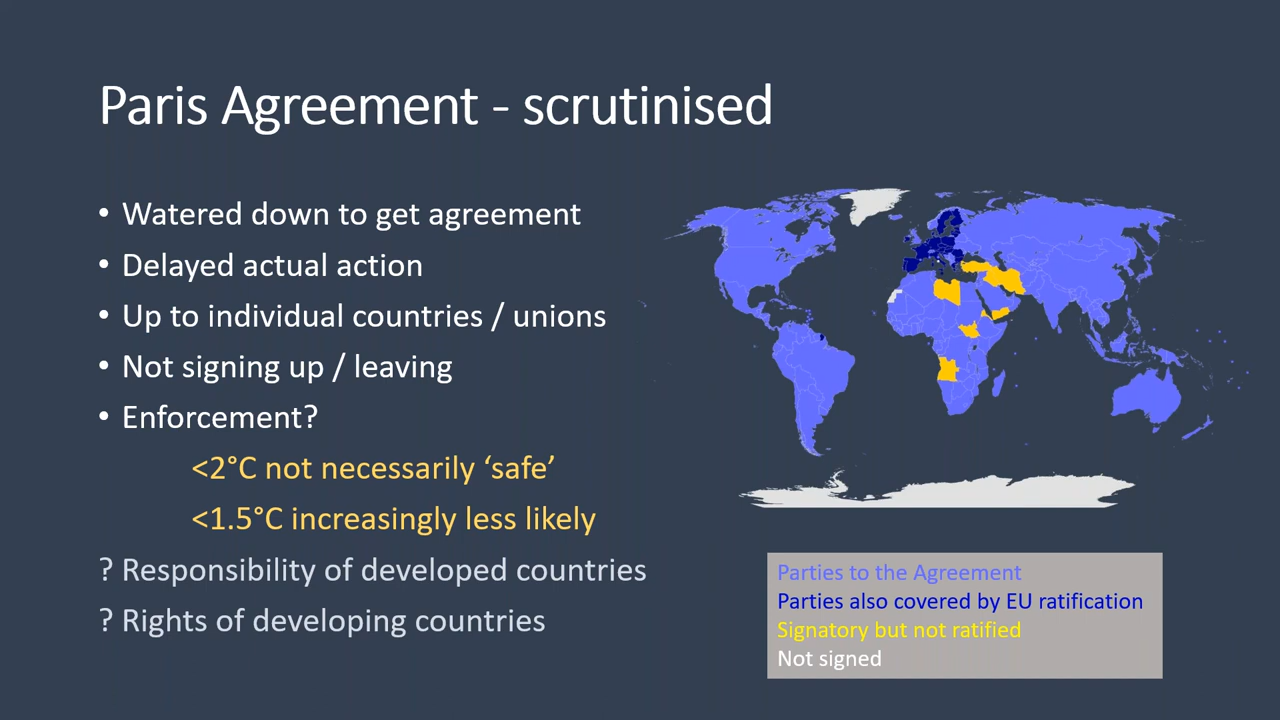 Paris Agreement - scrutinised
• Watered down to get agreement
• Delayed actual action
• Up to individual countries / unions
• Not signing up / leaving
• Enforcement?
<2°C not necessarily ‘safe’
<1.5°C increasingly less likely
? Responsibility of developed countries
? Rights of developing countries
Parties to the Agreement
Parties also covered by EU ratification
Signatory but not ratified
Not signed